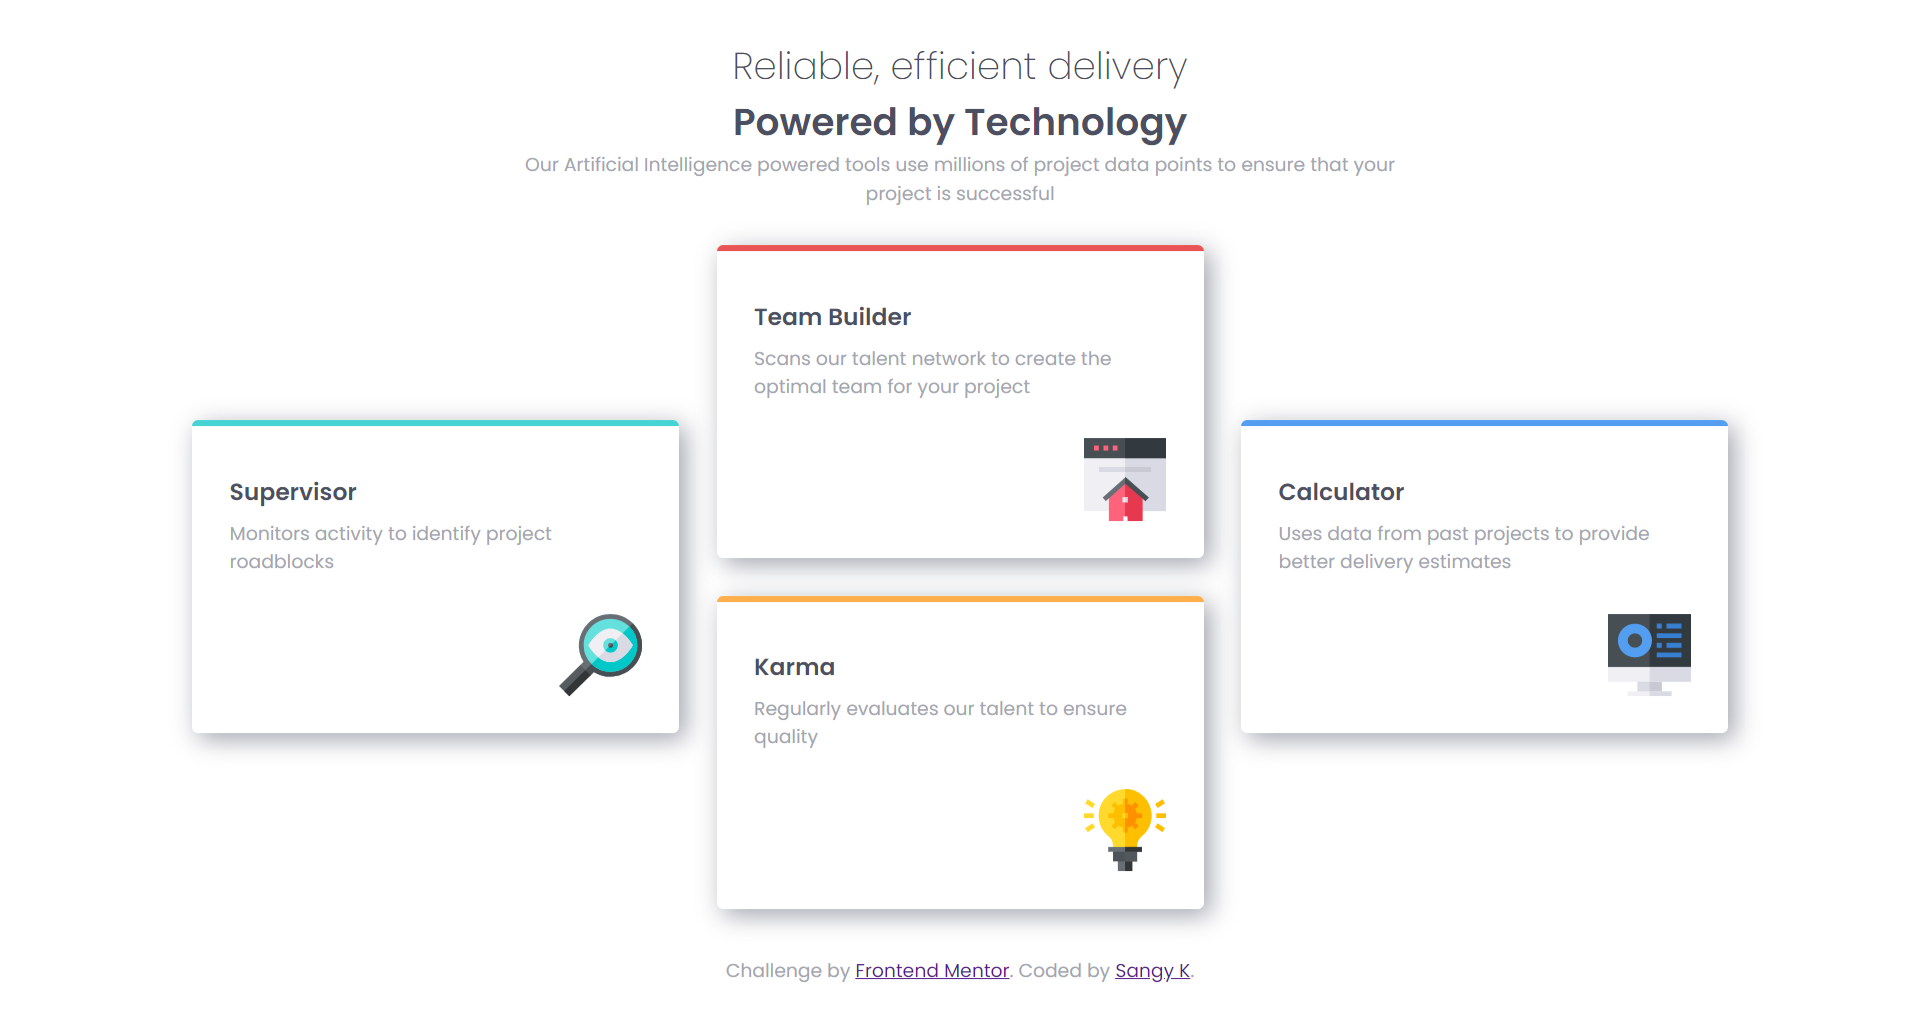 Reliable, efficient delivery
Powered by Technology
Our Artificial Intelligence powered tools use millions of project data points to ensure that your
project is successful
Team Builder
Scans our talent network to create the
optimal team for your project
Supervisor
Monitors activity to identify project
roadblocks
Calculator
Uses data from past projects to provide
better delivery estimates
Karma
Regularly evaluates our talent to ensure
quality
Challenge by Frontend Mentor. Coded by Sangy K.